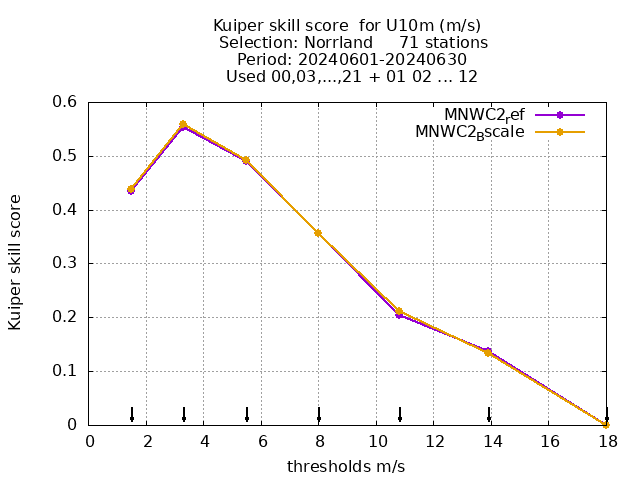 Kuiper skill score  for U10m (m/s)
Selection: Norrland     71 stations
Period: 20240601-20240630
Used 00,03,...,21 + 01 02 ... 12
MNWC2ref
MNWC2Bscale
0.6
0.5
0.4
0.3
0.2
0.1
0
Kuiper skill score
0 2 4 6 8 10 12 14 16 18
thresholds m/s